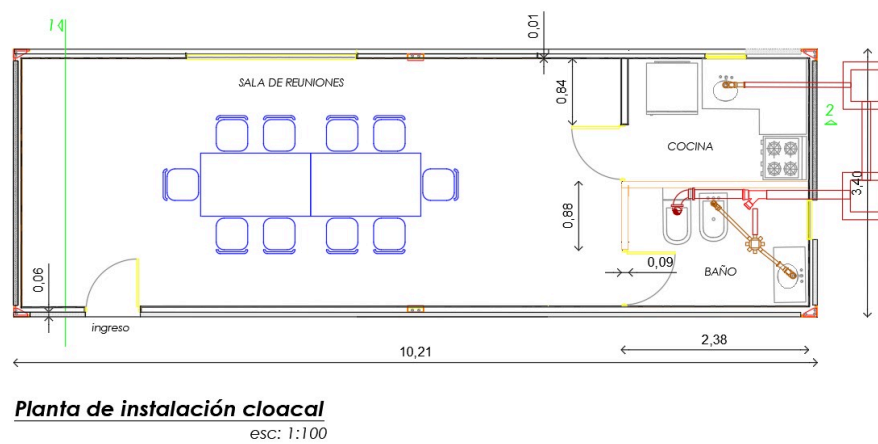 1
0,01
SALA DE REUNIONES
0,84
2
COCINA
3,40
0,88
0,09
BAÑO
0,06
ingreso
2,38
10,21
Planta de instalación cloacal
esc: 1:100